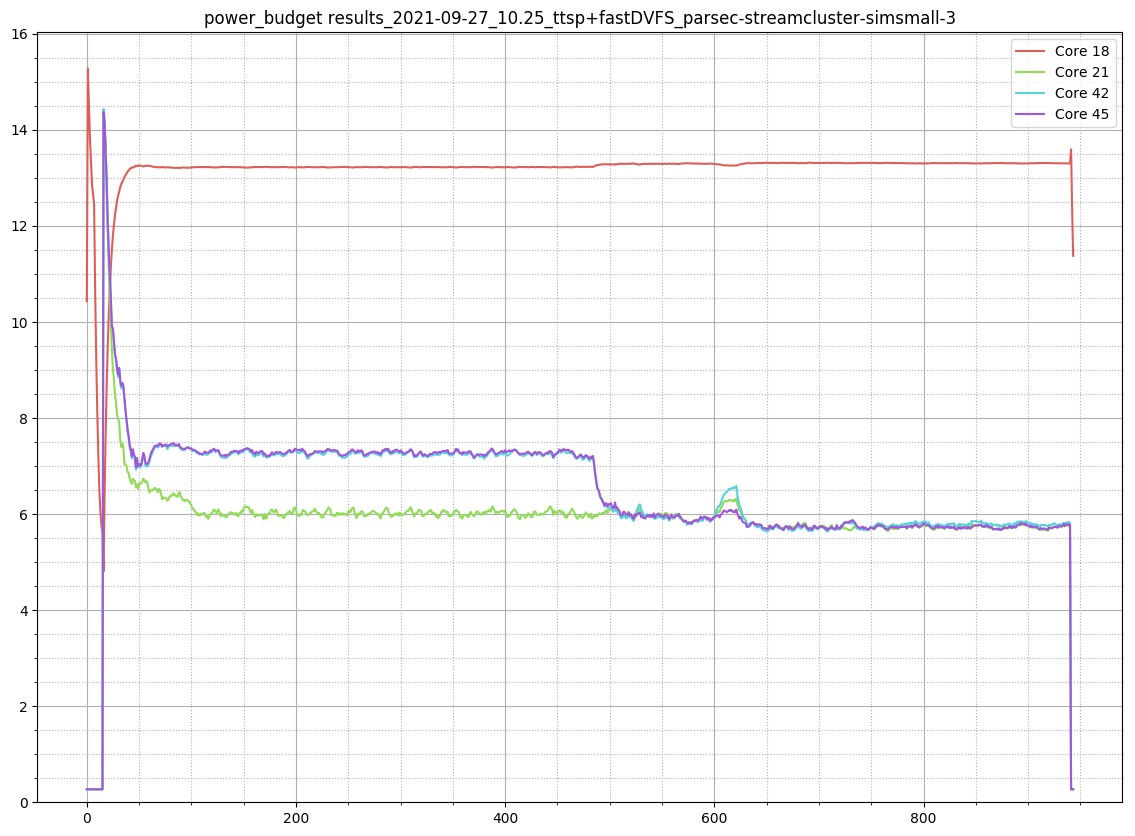 power_budget results_2021-09-27_10.25_ttsp+fastDVFS_parsec-streamcluster-simsmall-3
Core 18
Core 21
Core 42
Core 45
16
14
12
10
8
6
4
2
0
0 200 400 600 800